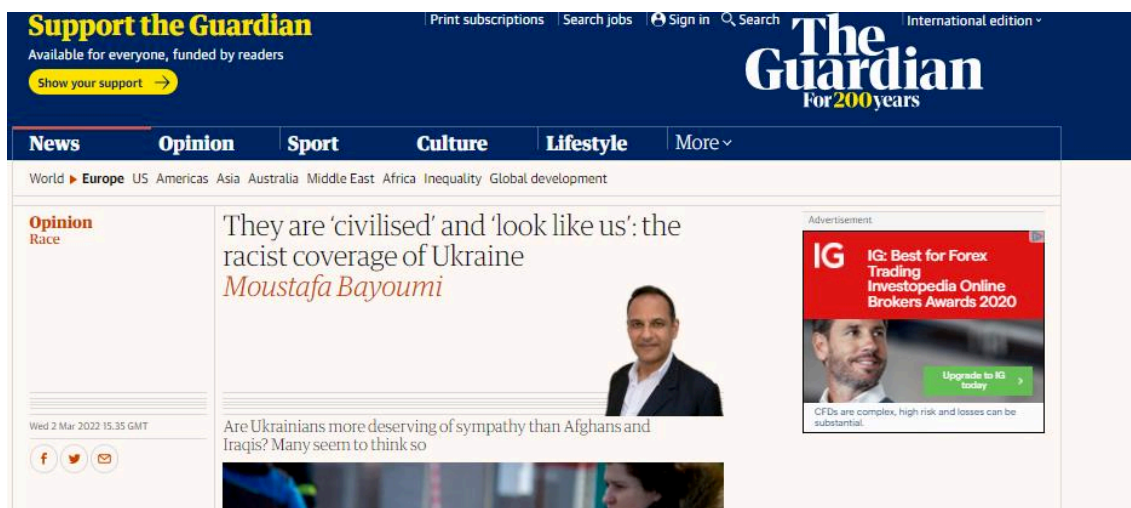 Support the Guardian
Available for everyone, funded by readers
Show your support →
Print subscriptions
Search jobs
Sign in
Search
International edition
The
Guardian
For 200 years
News
Opinion
Sport
Culture
Lifestyle
More
World ▶ Europe US Americas Asia Australia Middle East Africa Inequality Global development
Opinion
Race
They are ‘civilised’ and ‘look like us’: the
racist coverage of Ukraine
Moustafa Bayoumi
Wed 2 Mar 2022 15.35 GMT
Are Ukrainians more deserving of sympathy than Afghans and
Iraqis? Many seem to think so
Advertisement
IG
IG: Best for Forex
Trading
Investopedia Online
Brokers Awards 2020
Upgrade to IG
today
CFDs are complex, high risk and losses can be
substantial.